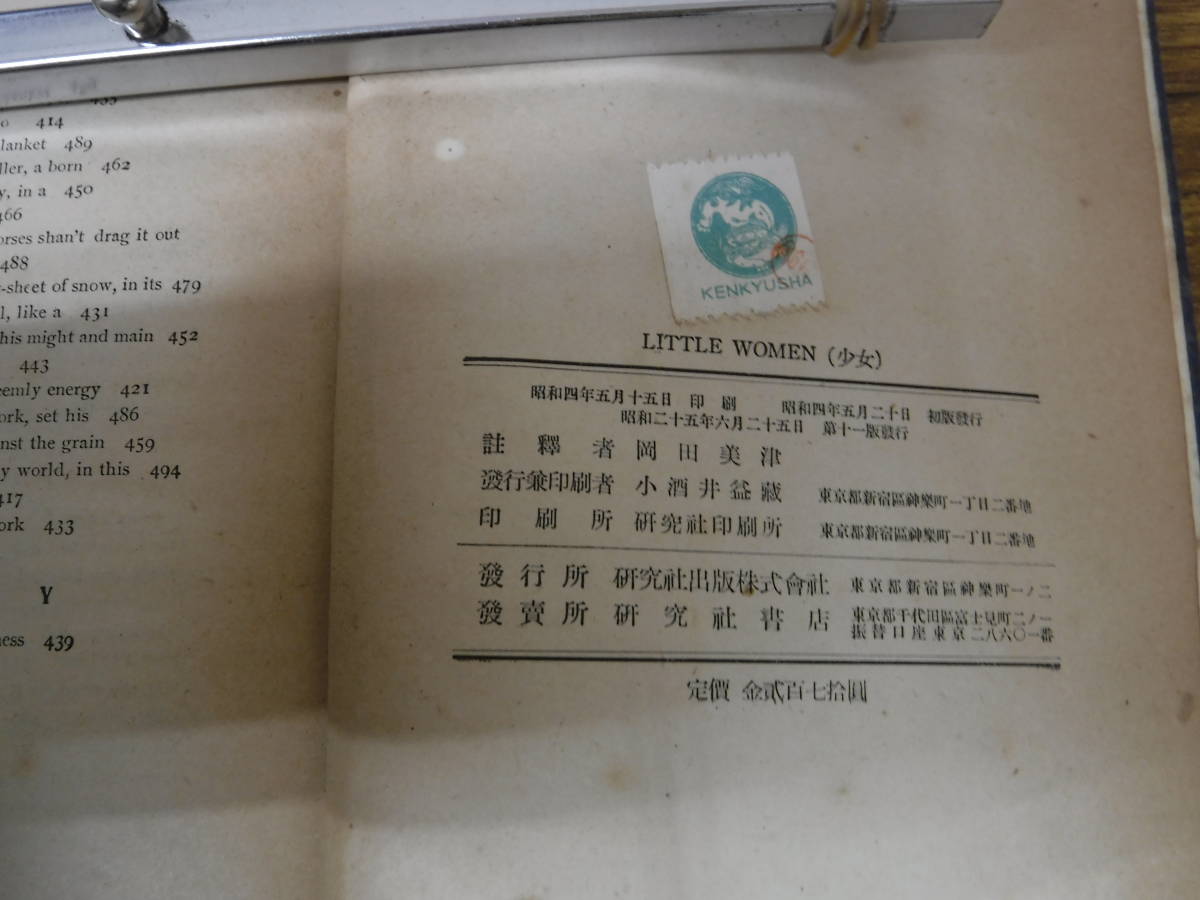 414
lanket 489
ller, a born 462
y, in a 450
466
orses shan't drag it out
488
-sheet of snow, in its 479
l, like a 431
his might and main 452
443
eemly energy 421
ork, set his 486
nst the grain 459
y world, in this 494
417
ork 433
Y
ness 439
KENKYUSHA
LITTLE WOMEN (少女)
昭和四年五月十五日 印刷 昭和四年五月二十日 初版發行
昭和二十五年六月二十五日 第十一版發行
註釋者 岡田美津
發行兼印刷者 小酒井益藏 東京都新宿區神樂町一丁目二番地
印刷所 硏究社印刷所 東京都新宿區神樂町一丁目二番地
發行所 硏究社出版株式會社 東京都新宿區神樂町一ノ二
發賣所 硏究社書店 東京都千代田區富士見町二ノ一
振替口座東京二八六〇一番
定價 金貳百七拾圓